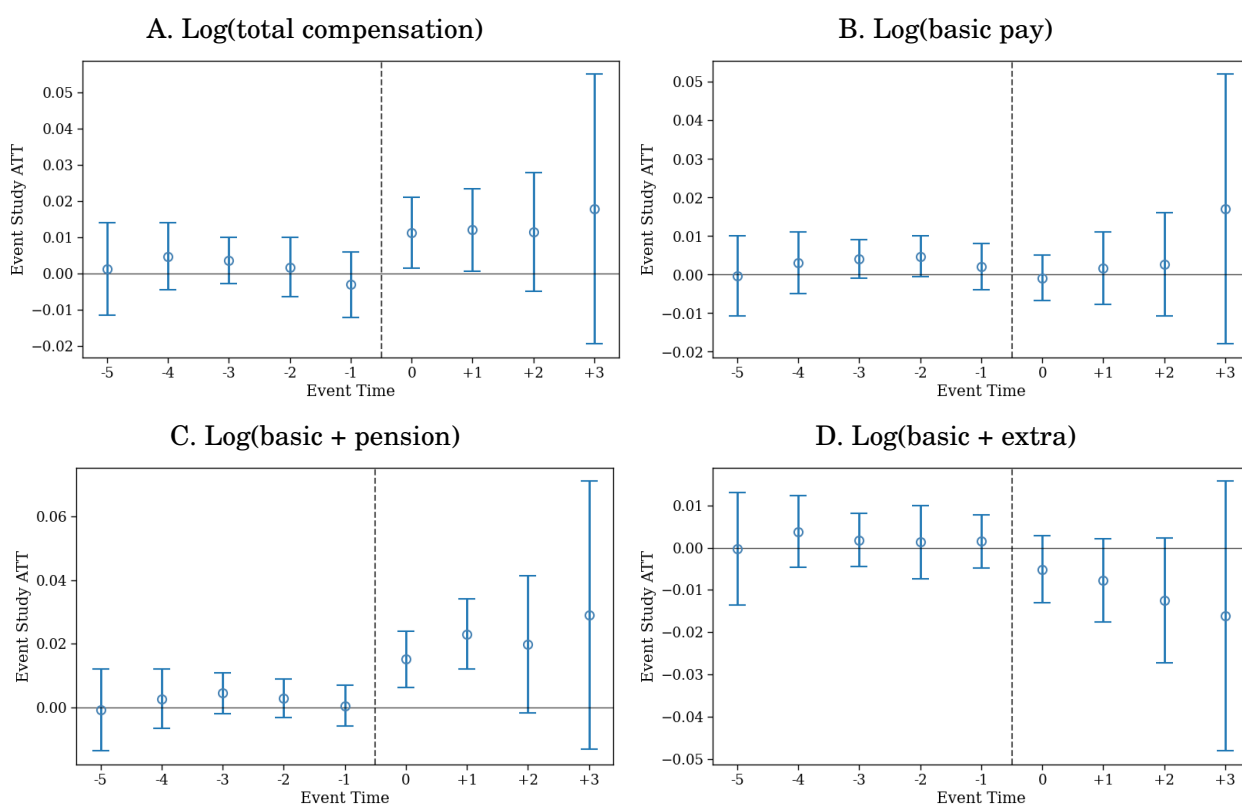 A. Log(total compensation)
Event Study ATT
0.05
0.04
0.03
0.02
0.01
0.00
−0.01
−0.02
-5 -4 -3 -2 -1 0 +1 +2 +3
Event Time
B. Log(basic pay)
Event Study ATT
0.05
0.04
0.03
0.02
0.01
0.00
−0.01
−0.02
-5 -4 -3 -2 -1 0 +1 +2 +3
Event Time
C. Log(basic + pension)
Event Study ATT
0.06
0.04
0.02
0.00
-5 -4 -3 -2 -1 0 +1 +2 +3
Event Time
D. Log(basic + extra)
Event Study ATT
0.01
0.00
−0.01
−0.02
−0.03
−0.04
−0.05
-5 -4 -3 -2 -1 0 +1 +2 +3
Event Time